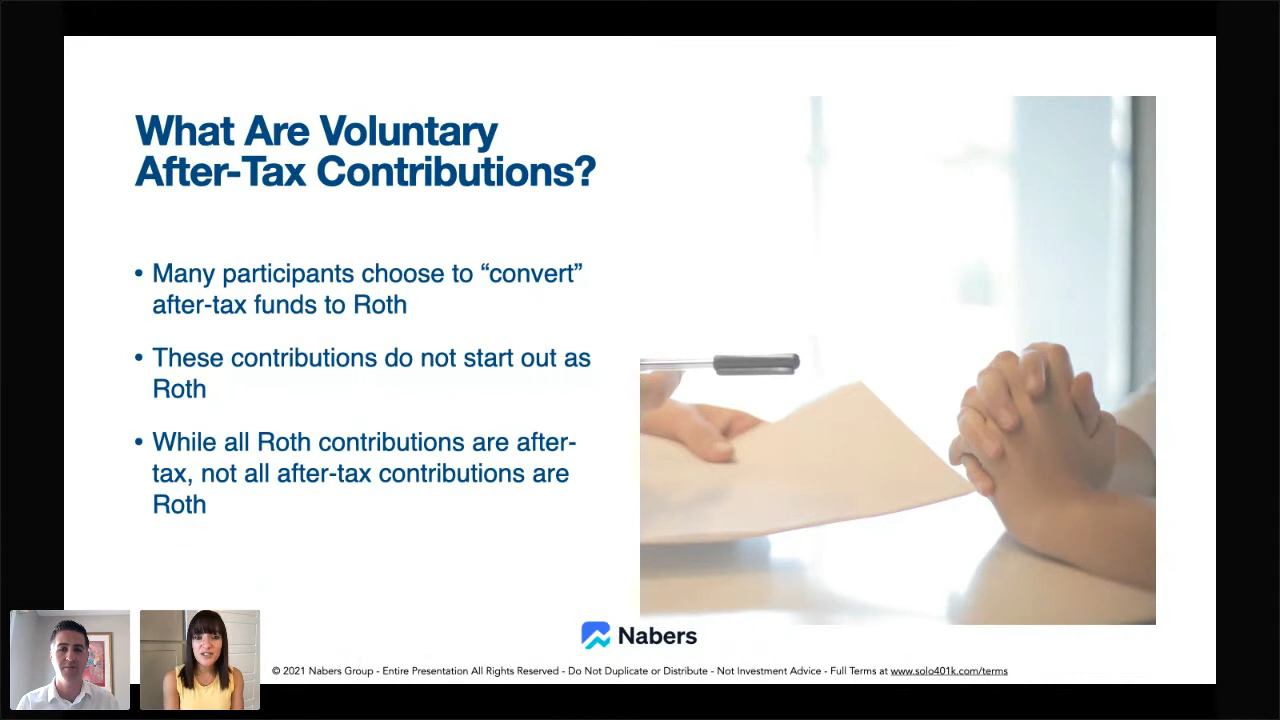 What Are Voluntary
After-Tax Contributions?
• Many participants choose to “convert”
after-tax funds to Roth
• These contributions do not start out as
Roth
• While all Roth contributions are after-
tax, not all after-tax contributions are
Roth
Nabers
© 2021 Nabers Group - Entire Presentation All Rights Reserved - Do Not Duplicate or Distribute - Not Investment Advice - Full Terms at www.solo401k.com/terms